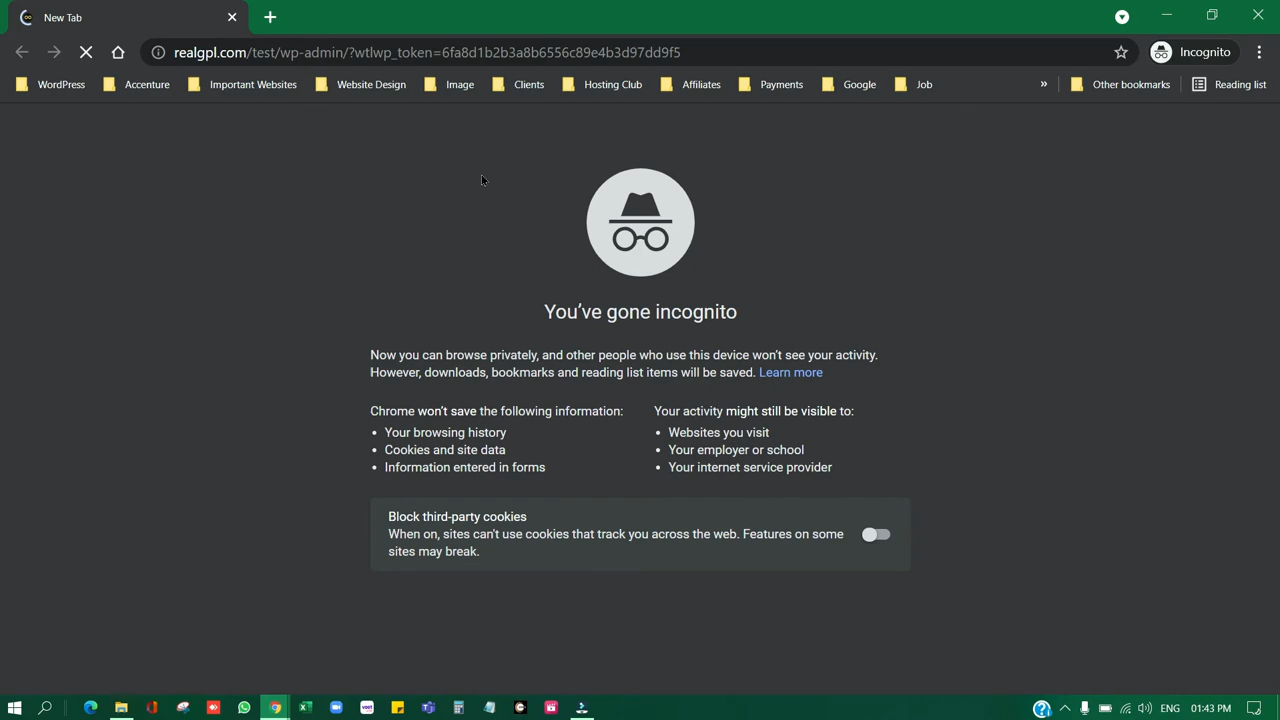 New Tab
realgpl.com/test/wp-admin/?wtlwp_token=6fa8d1b2b3a8b6556c89e4b3d97dd9f5
Incognito
WordPress Accenture Important Websites Website Design Image Clients Hosting Club Affiliates Payments Google Job » Other bookmarks Reading list
You've gone incognito
Now you can browse privately, and other people who use this device won't see your activity.
However, downloads, bookmarks and reading list items will be saved. Learn more
Chrome won't save the following information:
• Your browsing history
• Cookies and site data
• Information entered in forms
Your activity might still be visible to:
• Websites you visit
• Your employer or school
• Your internet service provider
Block third-party cookies
When on, sites can't use cookies that track you across the web. Features on some
sites may break.
ENG 01:43 PM